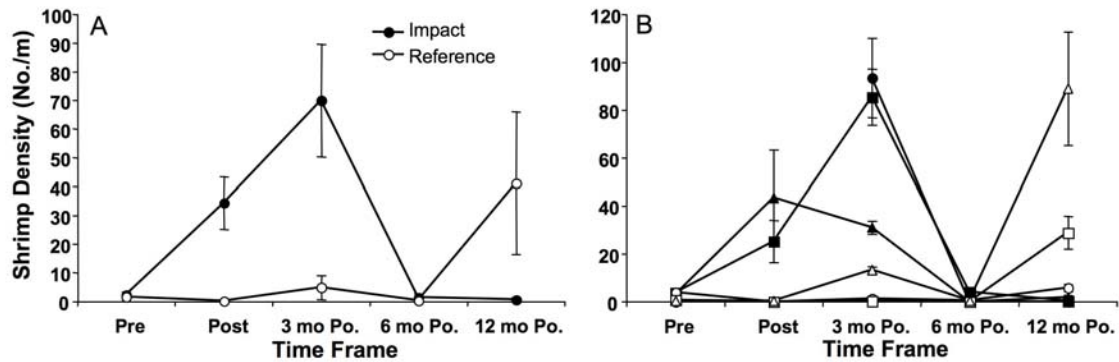 A
B
Impact
Reference
Shrimp Density (No./m)
100
90
80
70
60
50
40
30
20
10
0
Pre Post 3 mo Po. 6 mo Po. 12 mo Po.
Time Frame
120
100
80
60
40
20
0
Pre Post 3 mo Po. 6 mo Po. 12 mo Po.
Time Frame